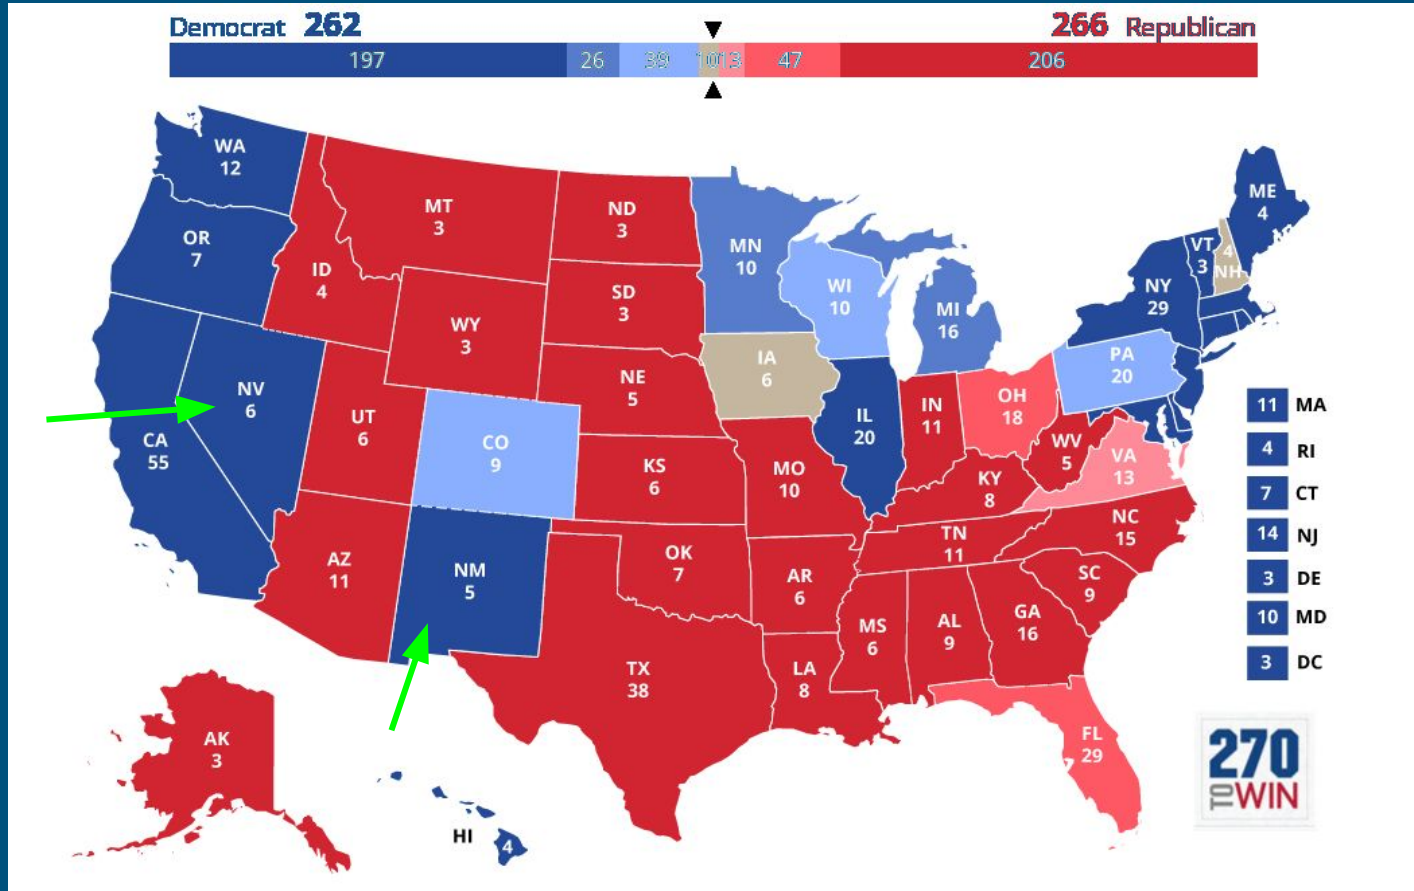 Democrat 262
266 Republican
197 26 39 10 13 47 206
WA
12
OR
7
CA
55
NV
6
ID
4
MT
3
WY
3
UT
6
AZ
11
CO
9
NM
5
ND
3
SD
3
NE
5
KS
6
OK
7
TX
38
MN
10
IA
6
MO
10
AR
6
LA
8
WI
10
IL
20
MI
16
IN
11
OH
18
KY
8
TN
11
MS
6
AL
9
GA
16
FL
29
SC
9
NC
15
VA
13
WV
5
PA
20
NY
29
VT
3
4
NH
ME
4
11 MA
4 RI
7 CT
14 NJ
3 DE
10 MD
3 DC
AK
3
HI
4
270
TO WIN